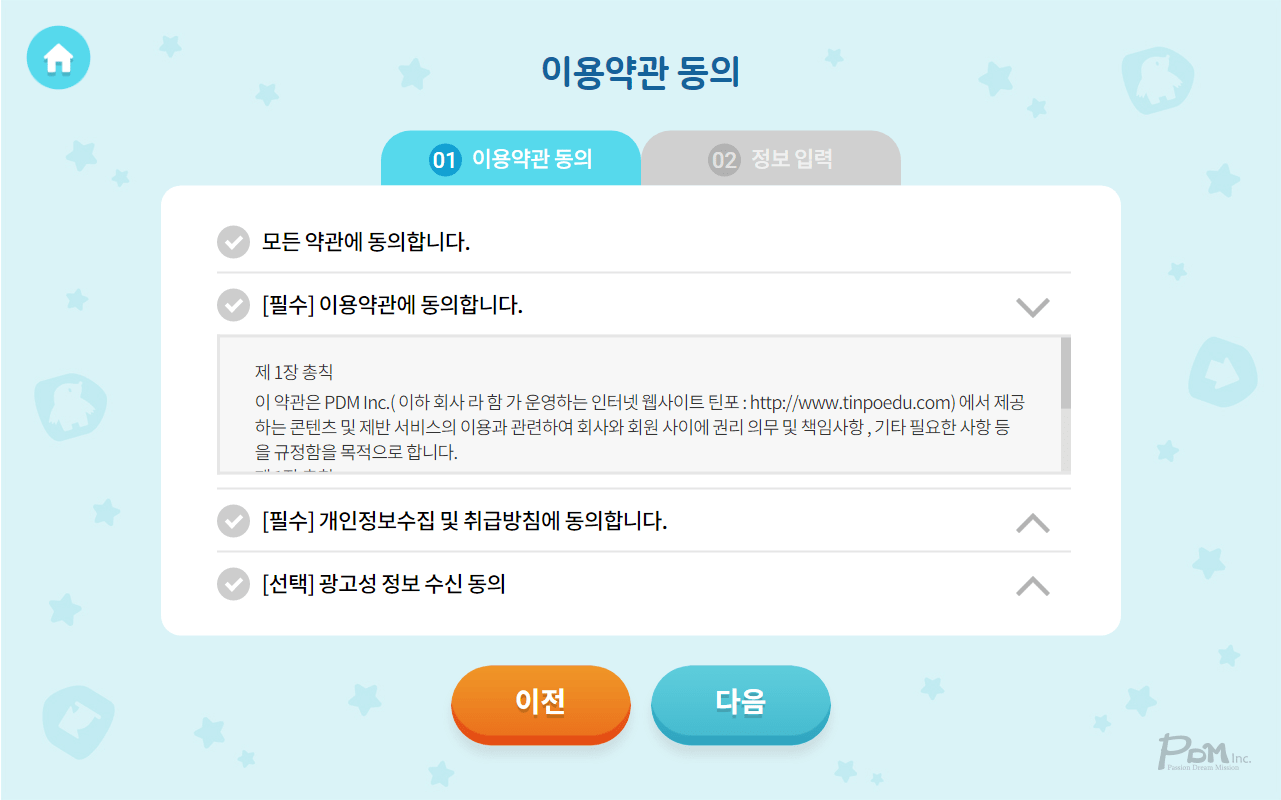 이용약관 동의
01 이용약관 동의
02 정보 입력
모든 약관에 동의합니다.
[필수] 이용약관에 동의합니다.
제 1장 총칙
이 약관은 PDM Inc.( 이하 회사 라 함 가 운영하는 인터넷 웹사이트 틴포 : http://www.tinpoedu.com) 에서 제공
하는 콘텐츠 및 제반 서비스의 이용과 관련하여 회사와 회원 사이에 권리 의무 및 책임사항 , 기타 필요한 사항 등
을 규정함을 목적으로 합니다.
[필수] 개인정보수집 및 취급방침에 동의합니다.
[선택] 광고성 정보 수신 동의
이전
다음
PDM Inc.
Passion Dream Mission